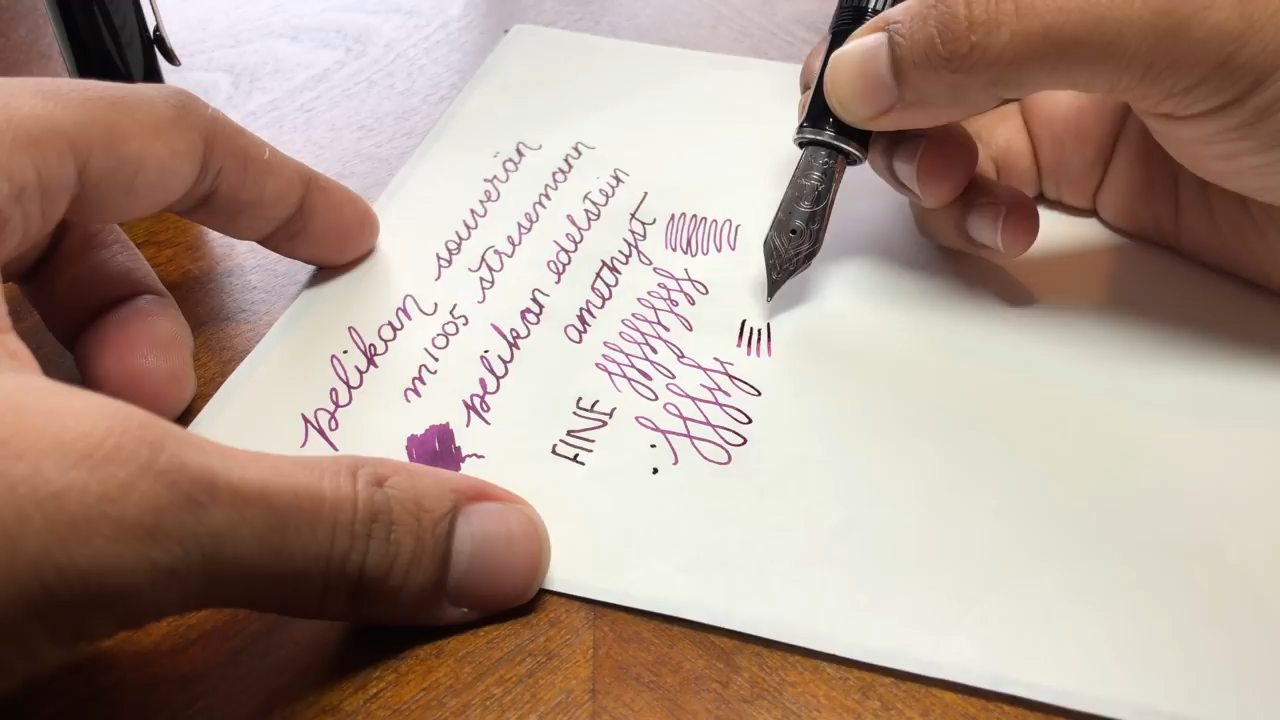 pelikan souverän
m1005 stresemann
pelikan edelstein
amethyst
FINE